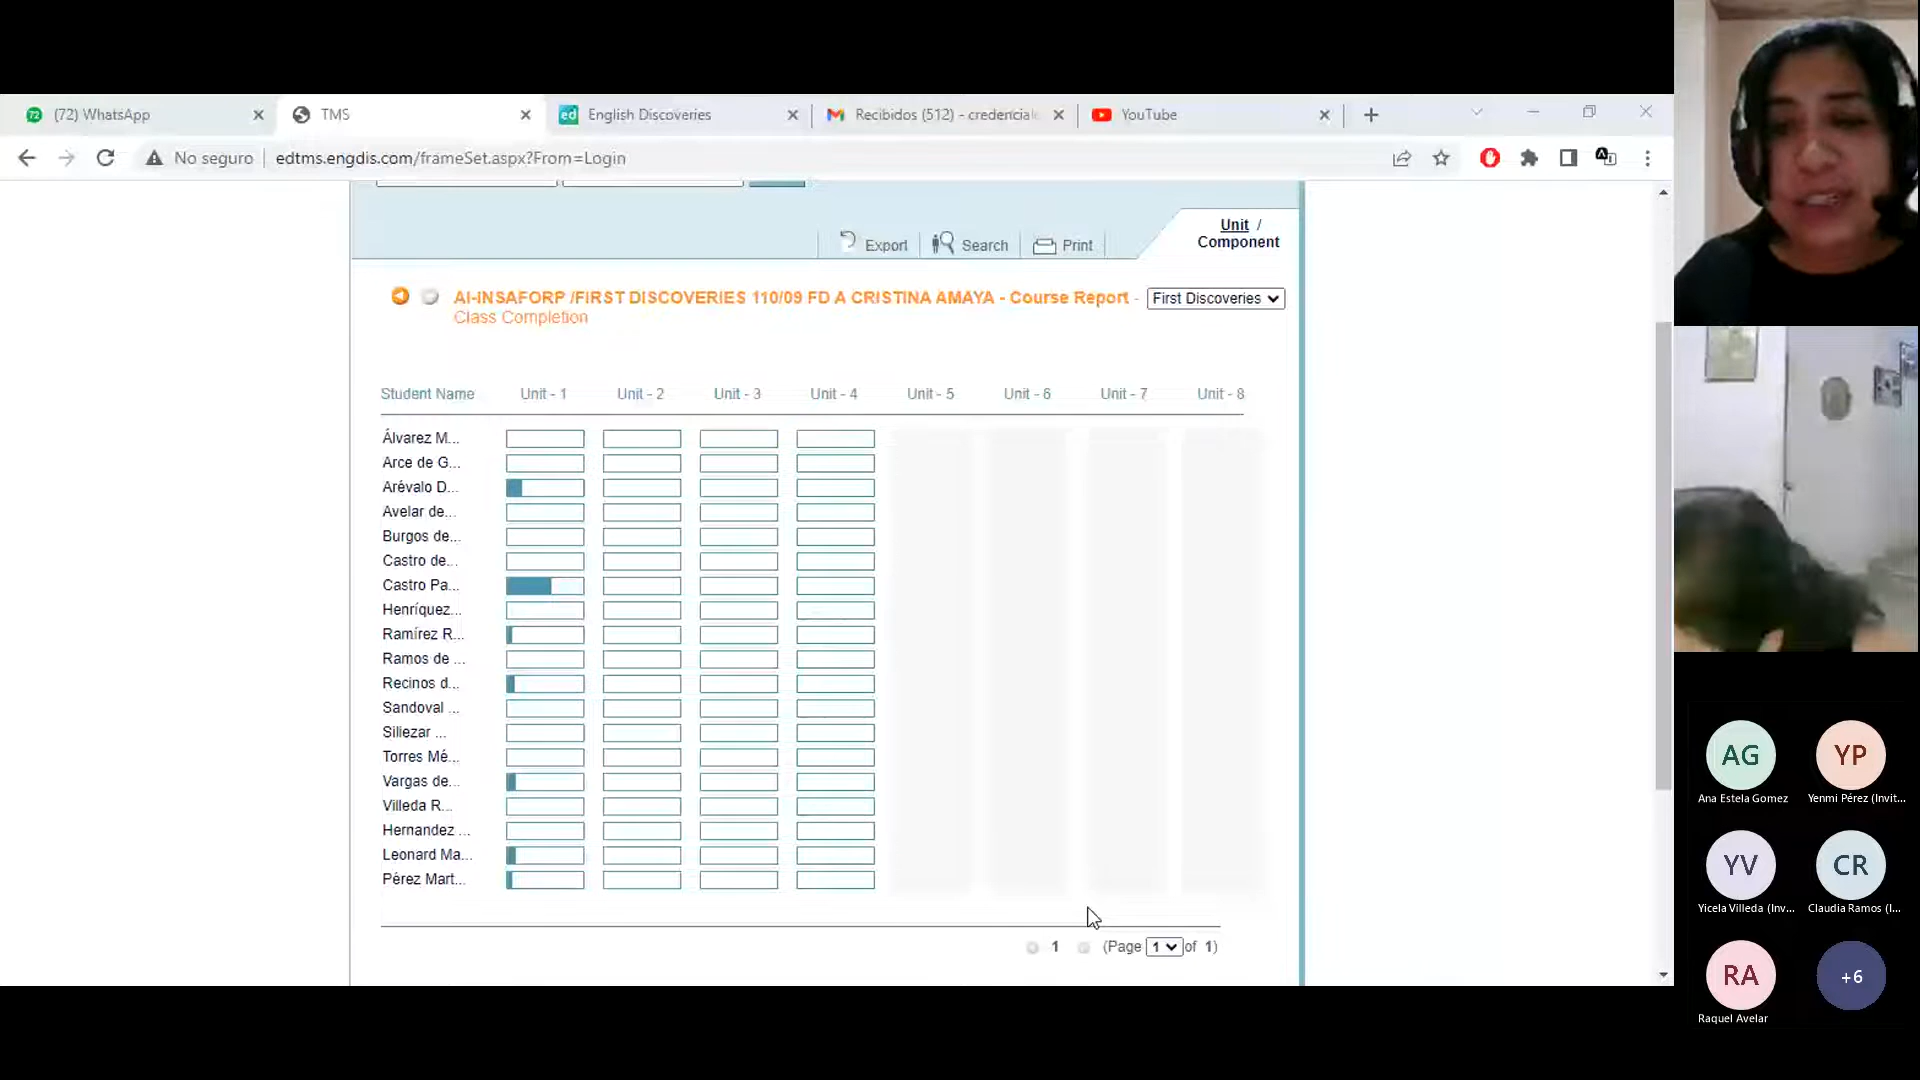 (72) WhatsApp
TMS
English Discoveries
Recibidos (512) - credenciale
YouTube
No seguro
edtms.engdis.com/frameSet.aspx?From=Login
Export
Search
Print
Unit /
Component
AI-INSAFORP /FIRST DISCOVERIES 110/09 FD A CRISTINA AMAYA - Course Report -
First Discoveries
Class Completion
Student Name Unit - 1 Unit - 2 Unit - 3 Unit - 4 Unit - 5 Unit - 6 Unit - 7 Unit - 8
Álvarez M...
Arce de G...
Arévalo D...
Avelar de...
Burgos de...
Castro de...
Castro Pa...
Henríquez...
Ramírez R...
Ramos de ...
Recinos d...
Sandoval ...
Siliezar ...
Torres Mé...
Vargas de...
Villeda R...
Hernandez ...
Leonard Ma...
Pérez Mart...
1 (Page 1 of 1)
AG
Ana Estela Gomez
YP
Yenmi Pérez (Invit...
YV
Yicela Villeda (Inv...
CR
Claudia Ramos (I...
RA
Raquel Avelar
+6